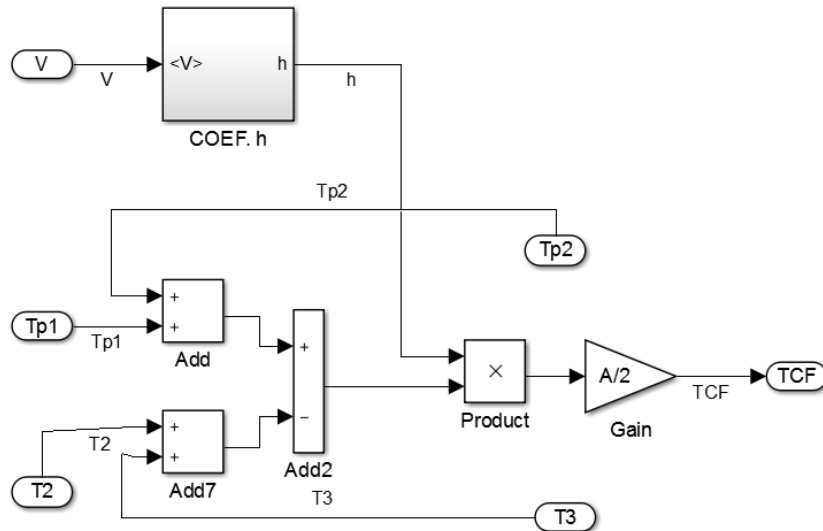 V
V
<V>
h
COEF. h
h
Tp2
Tp2
Tp1
Tp1
+
+
Add
+
−
Add2
T2
T2
+
+
Add7
T3
T3
×
Product
A/2
Gain
TCF
TCF